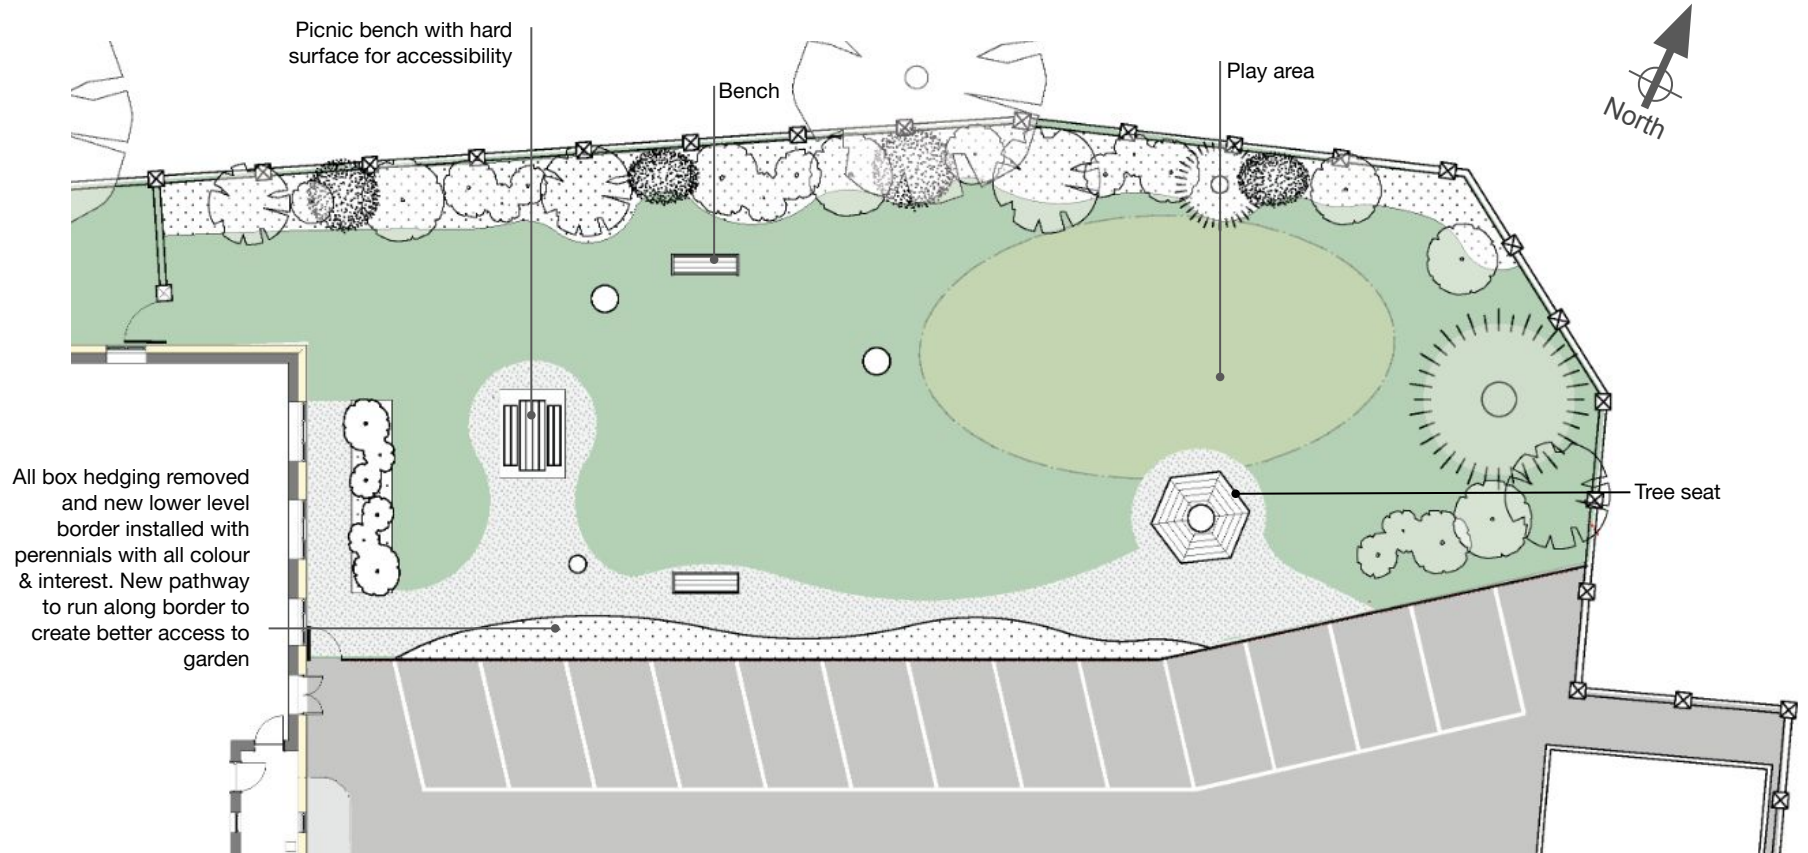 Picnic bench with hard
surface for accessibility
Bench
Play area
North
All box hedging removed
and new lower level
border installed with
perennials with all colour
& interest. New pathway
to run along border to
create better access to
garden
Tree seat